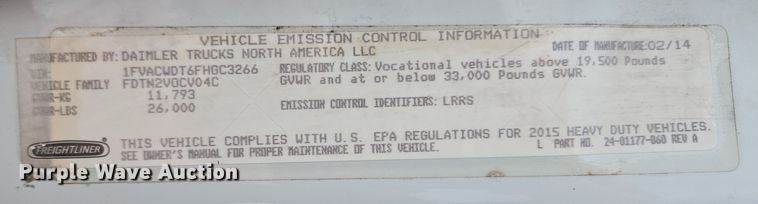 VEHICLE EMISSION CONTROL INFORMATION
MANUFACTURED BY: DAIMLER TRUCKS NORTH AMERICA LLC DATE OF MANUFACTURE: 02/14
VIN: 1FVACWDT6FHGC3266 REGULATORY CLASS: Vocational vehicles above 19,500 Pounds
VEHICLE FAMILY FDTN2VOCV04C GVWR and at or below 33,000 Pounds GVWR.
GVWR-KG 11,793
GVWR-LBS 26,000 EMISSION CONTROL IDENTIFIERS: LRRS
THIS VEHICLE COMPLIES WITH U.S. EPA REGULATIONS FOR 2015 HEAVY DUTY VEHICLES.
FREIGHTLINER SEE OWNER'S MANUAL FOR PROPER MAINTENANCE OF THIS VEHICLE. L PART NO. 24-01177-060 REV A
Purple Wave Auction